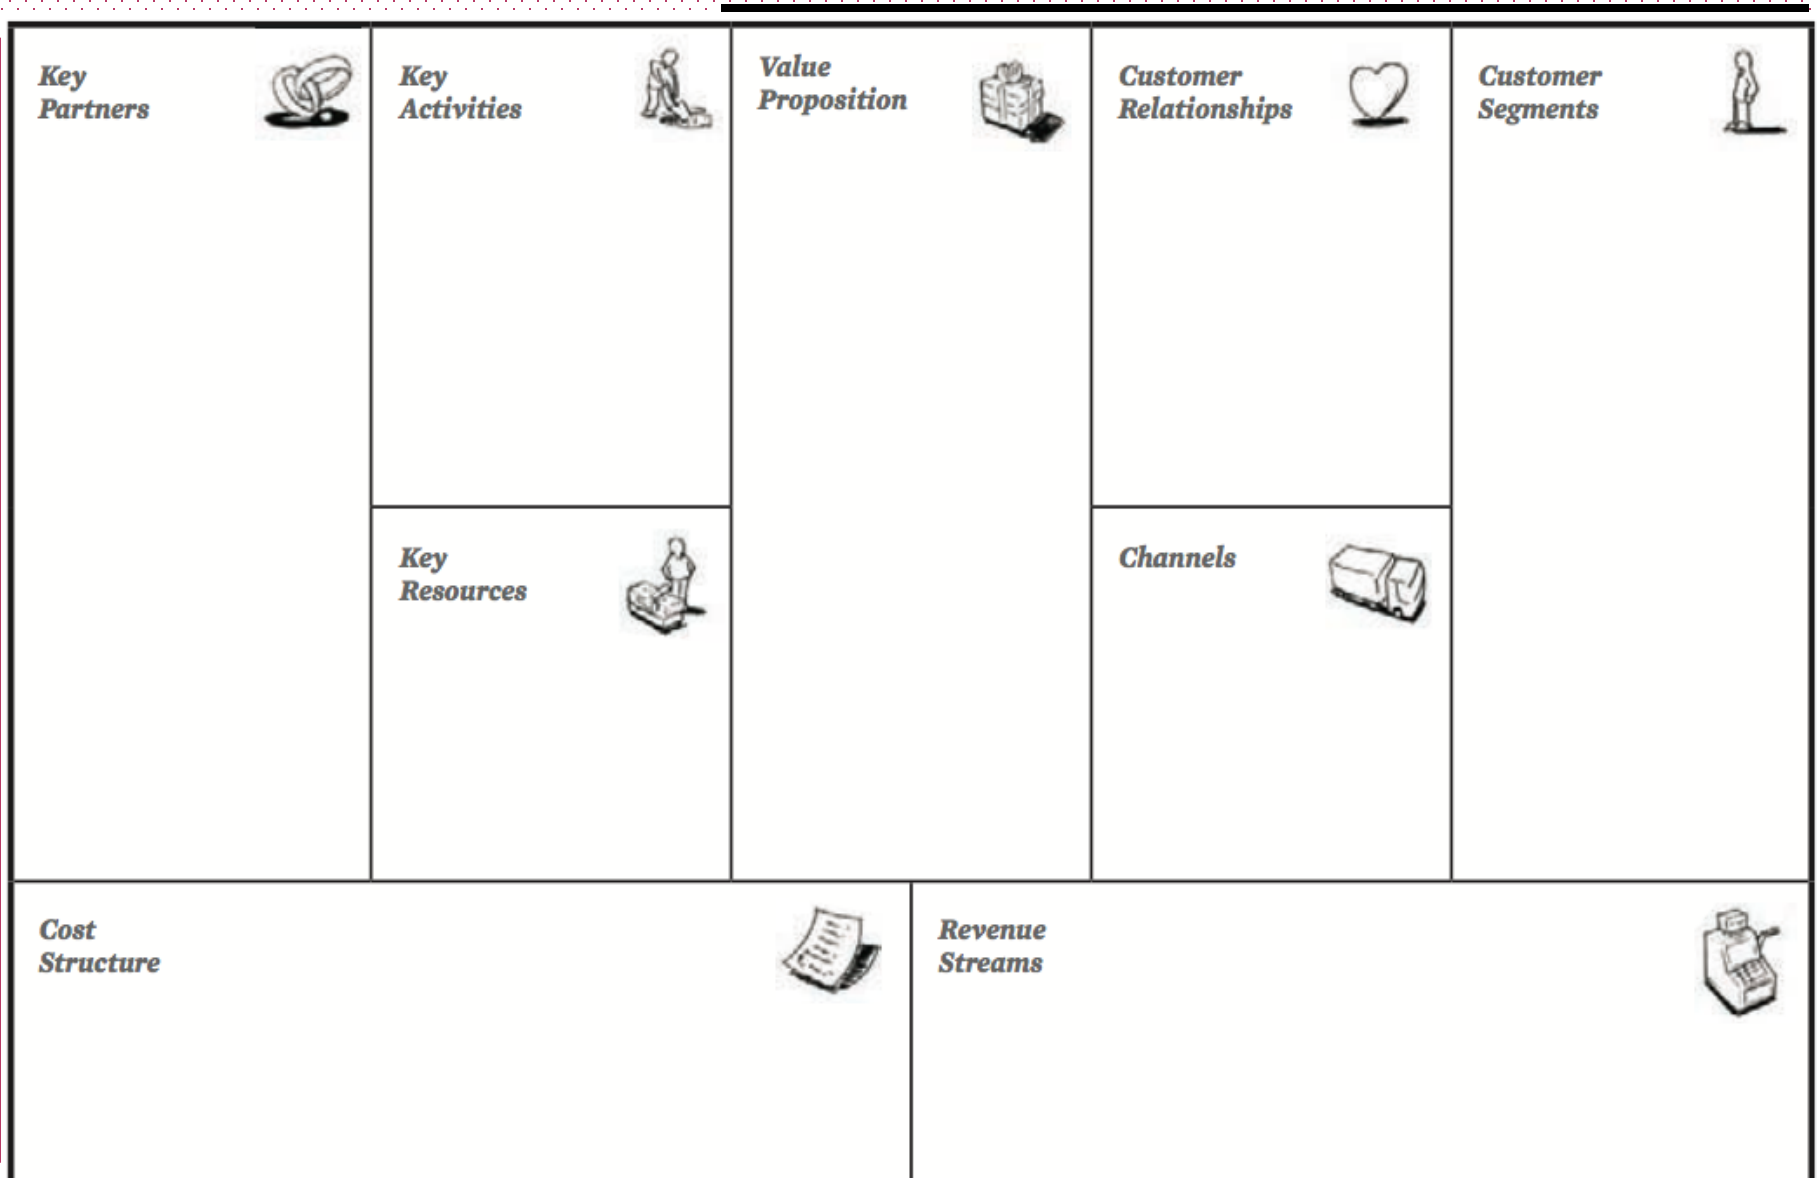 Key
Partners
Key
Activities
Value
Proposition
Customer
Relationships
Customer
Segments
Key
Resources
Channels
Cost
Structure
Revenue
Streams